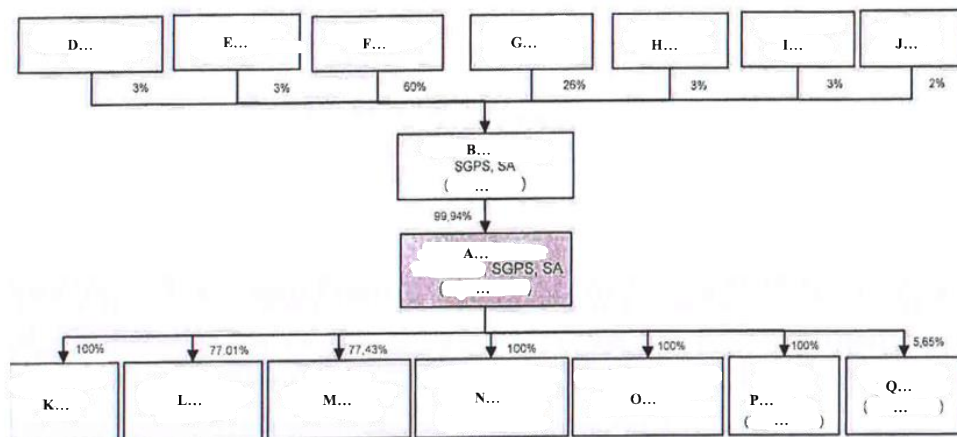 D... E... F... G... H... I... J...
3% 3% 60% 26% 3% 3% 2%
B...
SGPS, SA
( ... )
99,94%
A...
SGPS, SA
( ... )
100% 77.01% 77,43% 100% 100% 100% 5,65%
K... L... M... N... O... P... Q...
( ... ) ( ... )